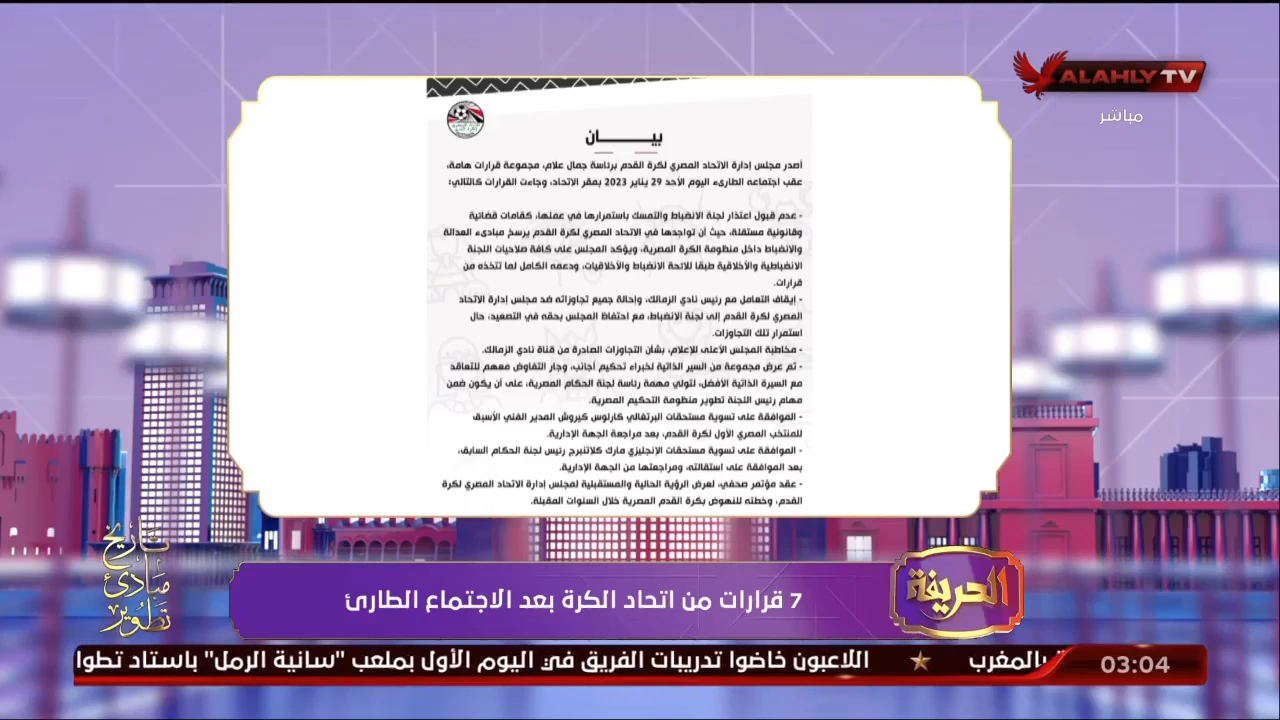 ALAHLY TV
مباشر
بيـــــــان
أصدر مجلس إدارة الاتحاد المصري لكرة القدم برئاسة جمال علام، مجموعة قرارات هامة،
عقب اجتماعه الطارىء اليوم الأحد 29 يناير 2023 بمقر الاتحاد، وجاءت القرارات كالتالي:
- عدم قبول اعتذار لجنة الانضباط والتمسك باستمرارها في عملها، كقامات قضائية
وقانونية مستقلة، حيث أن تواجدها في الاتحاد المصري لكرة القدم يرسخ مبادىء العدالة
والانضباط داخل منظومة الكرة المصرية، ويؤكد المجلس على كافة صلاحيات اللجنة
الانضباطية والأخلاقية طبقا للائحة الانضباط والأخلاقيات، ودعمه الكامل لما تتخذه من
قرارات.
- إيقاف التعامل مع رئيس نادي الزمالك، وإحالة جميع تجاوزاته ضد مجلس إدارة الاتحاد
المصري لكرة القدم إلى لجنة الانضباط، مع احتفاظ المجلس بحقه في التصعيد، حال
استمرار تلك التجاوزات.
- مخاطبة المجلس الأعلى للإعلام، بشأن التجاوزات الصادرة من قناة نادي الزمالك.
- تم عرض مجموعة من السير الذاتية لخبراء تحكيم أجانب، وجار التفاوض معهم للتعاقد
مع السيرة الذاتية الأفضل، لتولي مهمة رئاسة لجنة الحكام المصرية، على أن يكون ضمن
مهام رئيس اللجنة تطوير منظومة التحكيم المصرية.
- الموافقة على تسوية مستحقات البرتغالي كارلوس كيروش المدير الفني الأسبق
للمنتخب المصري الأول لكرة القدم، بعد مراجعة الجهة الإدارية.
- الموافقة على تسوية مستحقات الإنجليزي مارك كلاتنبرج رئيس لجنة الحكام السابق،
بعد الموافقة على استقالته، ومراجعتها من الجهة الإدارية.
- عقد مؤتمر صحفي، لعرض الرؤية الحالية والمستقبلية لمجلس إدارة الاتحاد المصري لكرة
القدم، وخطته للنهوض بكرة القدم المصرية خلال السنوات المقبلة.
تاريخ
مبادئ
تطوير
الحريفة
7 قرارات من اتحاد الكرة بعد الاجتماع الطارئ
03:04
بالمغرب ★ اللاعبون خاضوا تدريبات الفريق في اليوم الأول بملعب "سانية الرمل" باستاد تطوا